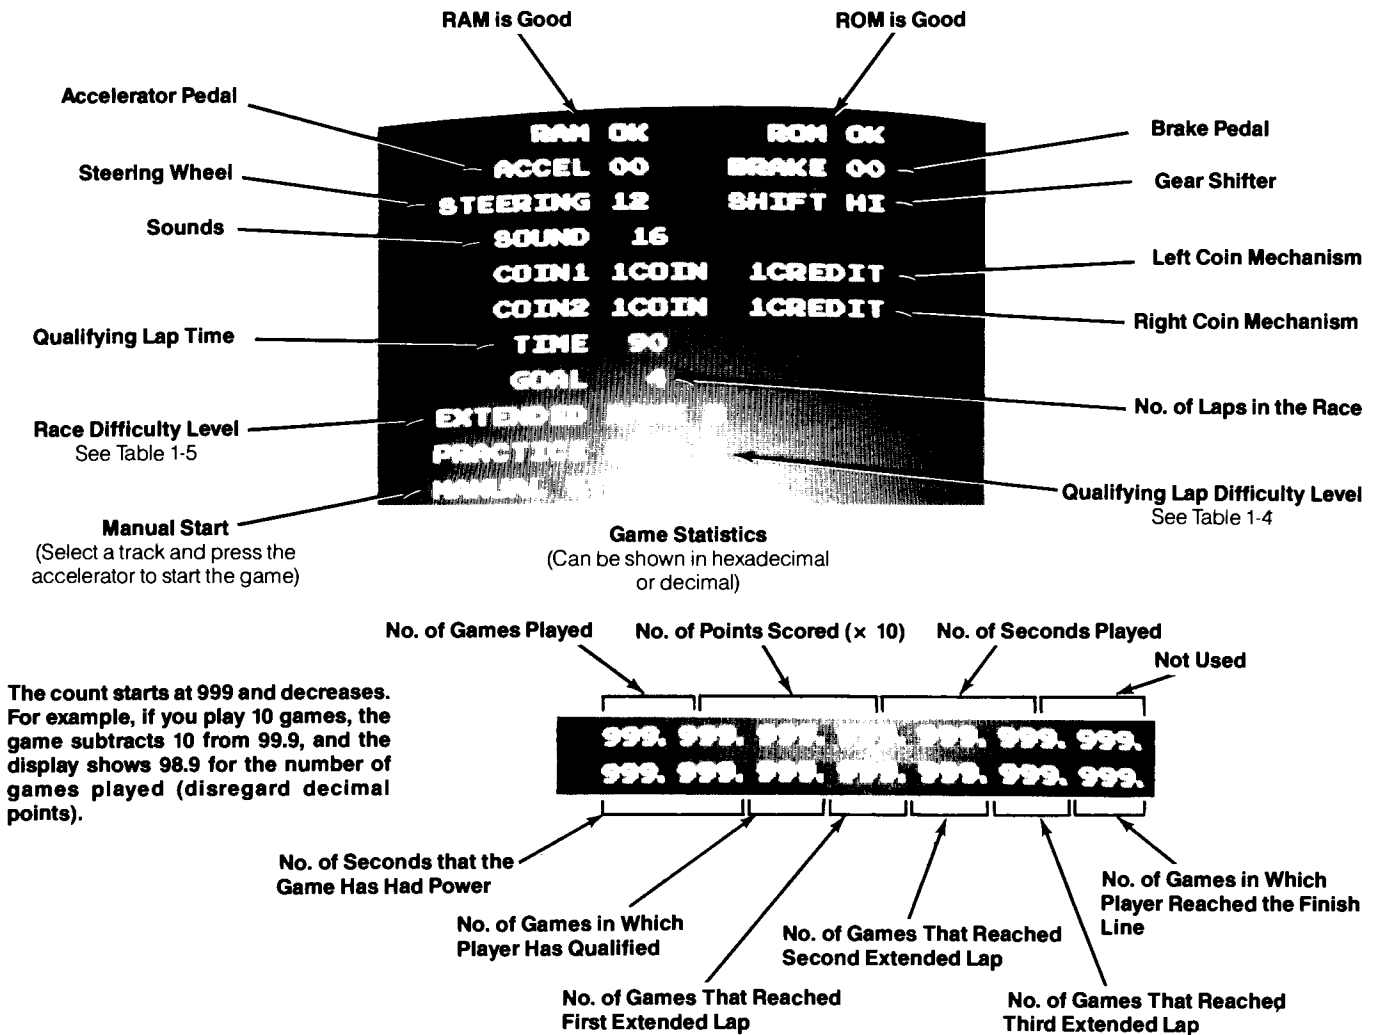 RAM is Good
ROM is Good
Accelerator Pedal
Brake Pedal
Steering Wheel
Gear Shifter
Sounds
Left Coin Mechanism
Right Coin Mechanism
Qualifying Lap Time
No. of Laps in the Race
Race Difficulty Level
See Table 1-5
Qualifying Lap Difficulty Level
See Table 1-4
Manual Start
(Select a track and press the
accelerator to start the game)
RAM OK ROM OK
ACCEL 00 BRAKE 00
STEERING 12 SHIFT HI
SOUND 16
COIN1 1COIN 1CREDIT
COIN2 1COIN 1CREDIT
TIME 90
GOAL 4
EXTENDED
PRACTICE
Game Statistics
(Can be shown in hexadecimal
or decimal)
No. of Games Played
No. of Points Scored (× 10)
No. of Seconds Played
Not Used
The count starts at 999 and decreases.
For example, if you play 10 games, the
game subtracts 10 from 99.9, and the
display shows 98.9 for the number of
games played (disregard decimal
points).
999. 999. 999. 999. 999. 999. 999.
999. 999. 999. 999. 999. 999. 999.
No. of Seconds that the
Game Has Had Power
No. of Games in Which
Player Has Qualified
No. of Games That Reached
First Extended Lap
No. of Games That Reached
Second Extended Lap
No. of Games That Reached
Third Extended Lap
No. of Games in Which
Player Reached the Finish
Line